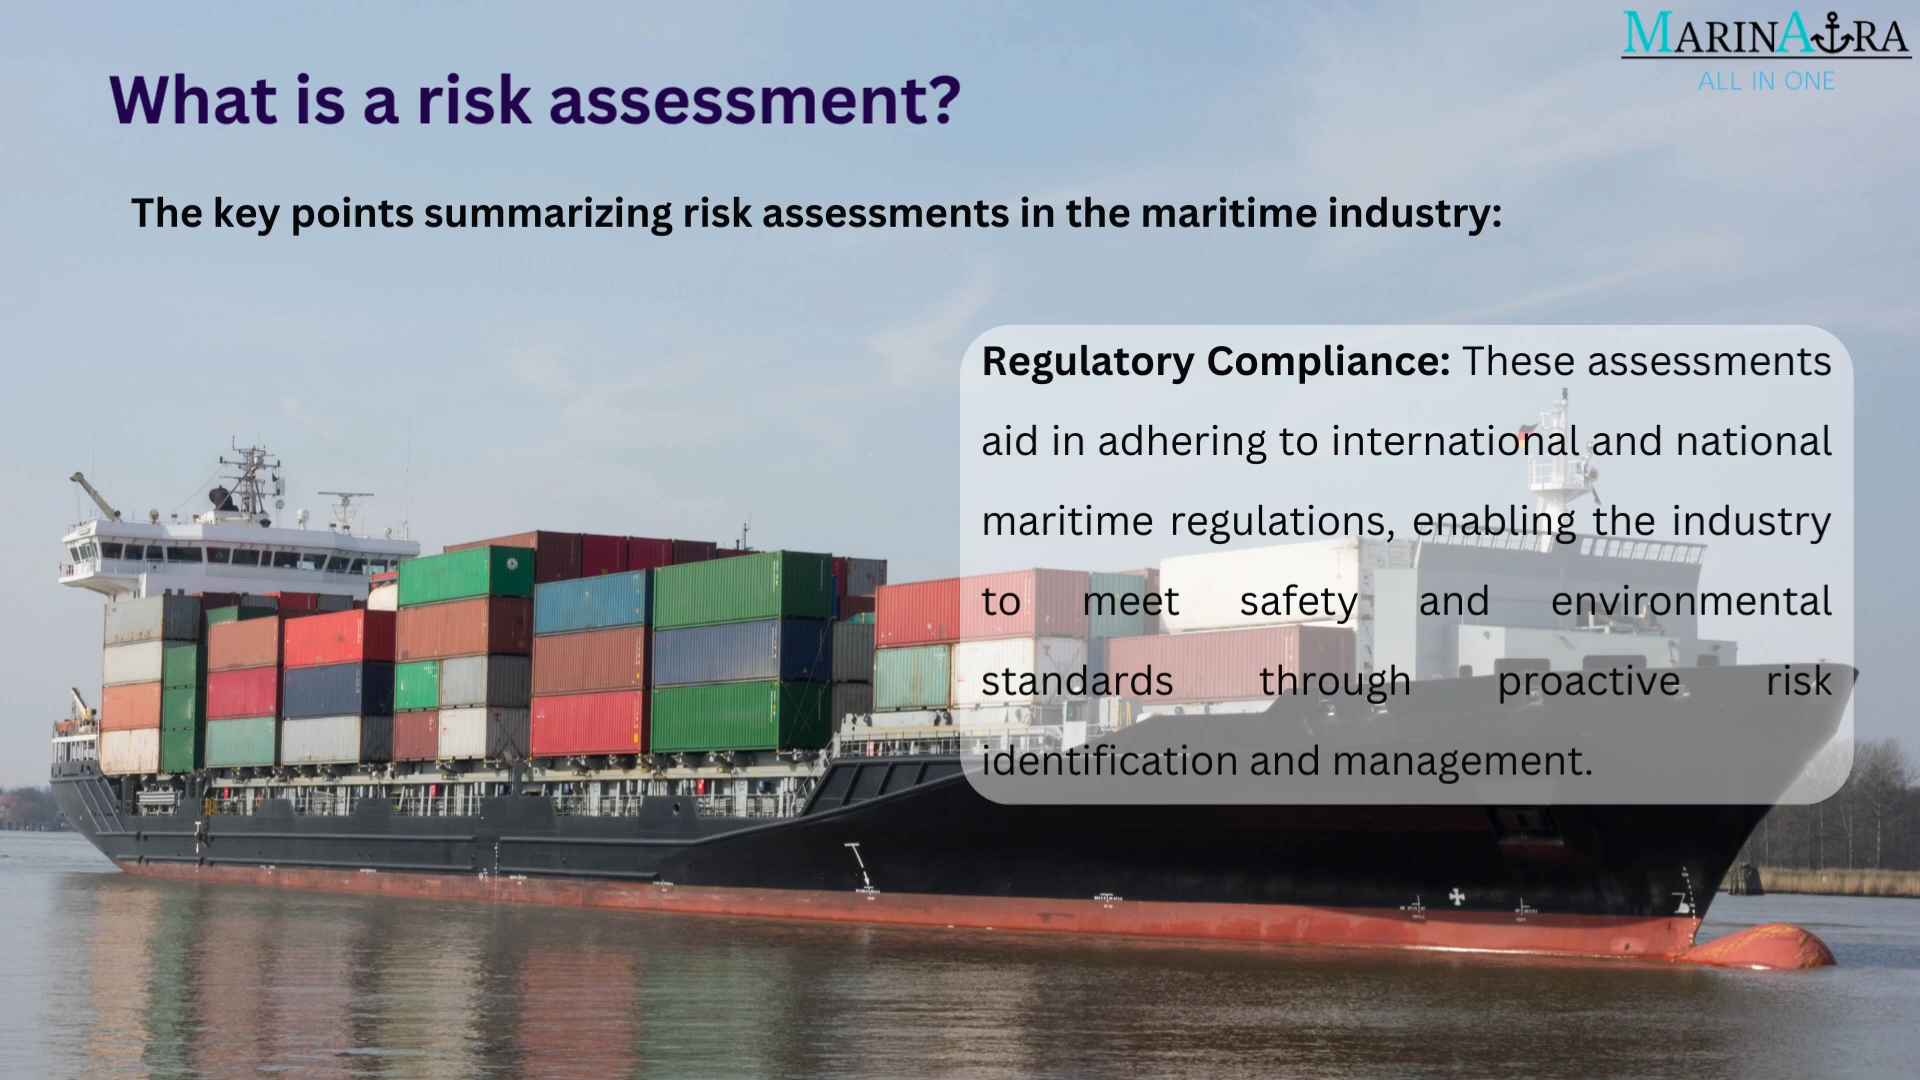 MARINAURA
ALL IN ONE
What is a risk assessment?
The key points summarizing risk assessments in the maritime industry:
Regulatory Compliance: These assessments
aid in adhering to international and national
maritime regulations, enabling the industry
to meet safety and environmental
standards through proactive risk
identification and management.